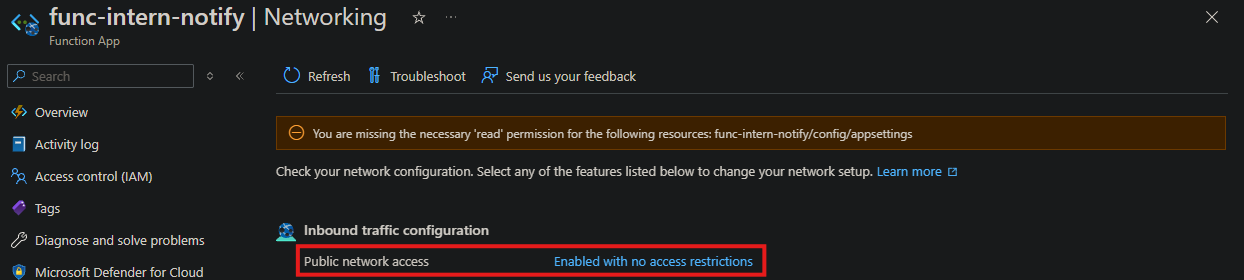 func-intern-notify | Networking
Function App
Search
Overview
Activity log
Access control (IAM)
Tags
Diagnose and solve problems
Microsoft Defender for Cloud
Refresh
Troubleshoot
Send us your feedback
You are missing the necessary 'read' permission for the following resources: func-intern-notify/config/appsettings
Check your network configuration. Select any of the features listed below to change your network setup. Learn more
Inbound traffic configuration
Public network access Enabled with no access restrictions